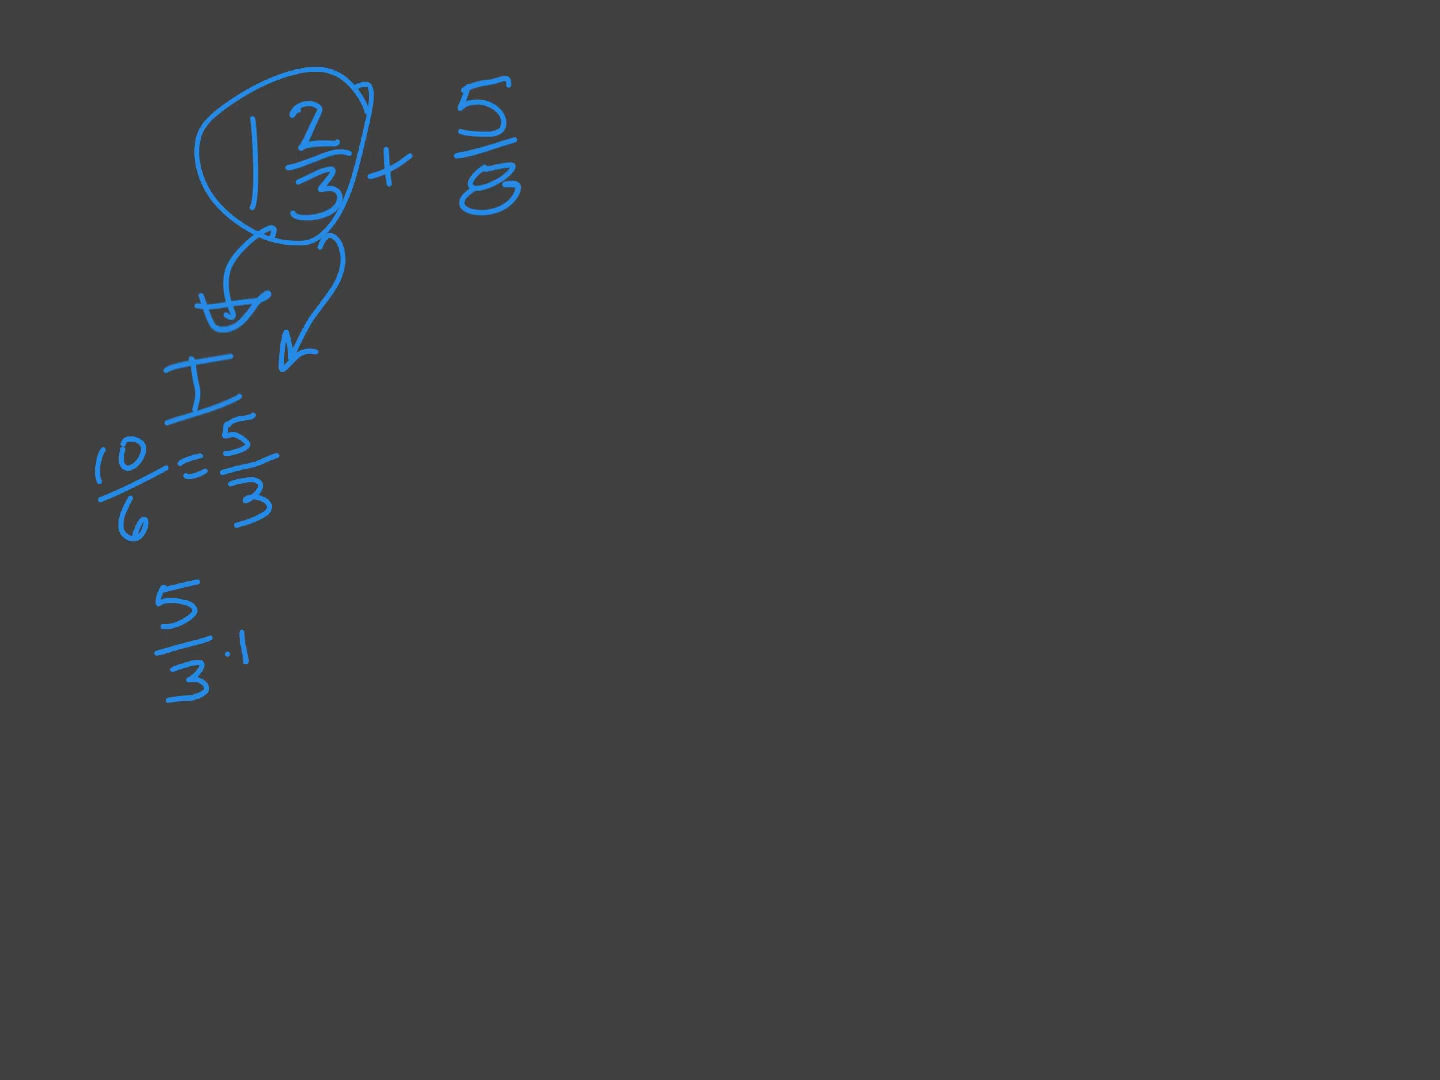 1 2/3 + 5/8
I
10/6 = 5/3
5/3 · 1